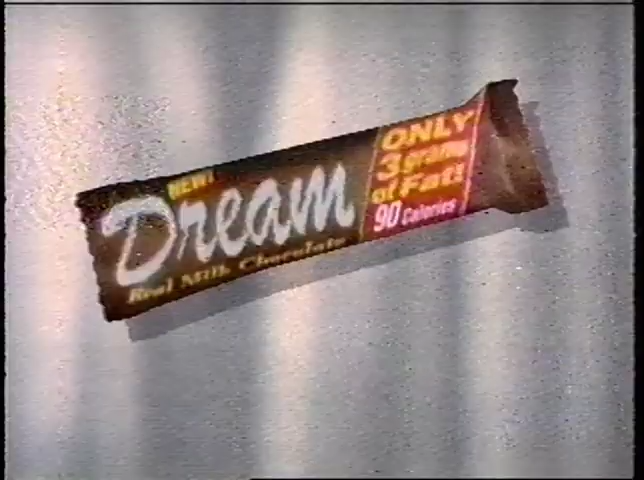 NEW!
Dream
Real Milk Chocolate
ONLY
3 grams
of Fat!
90 Calories